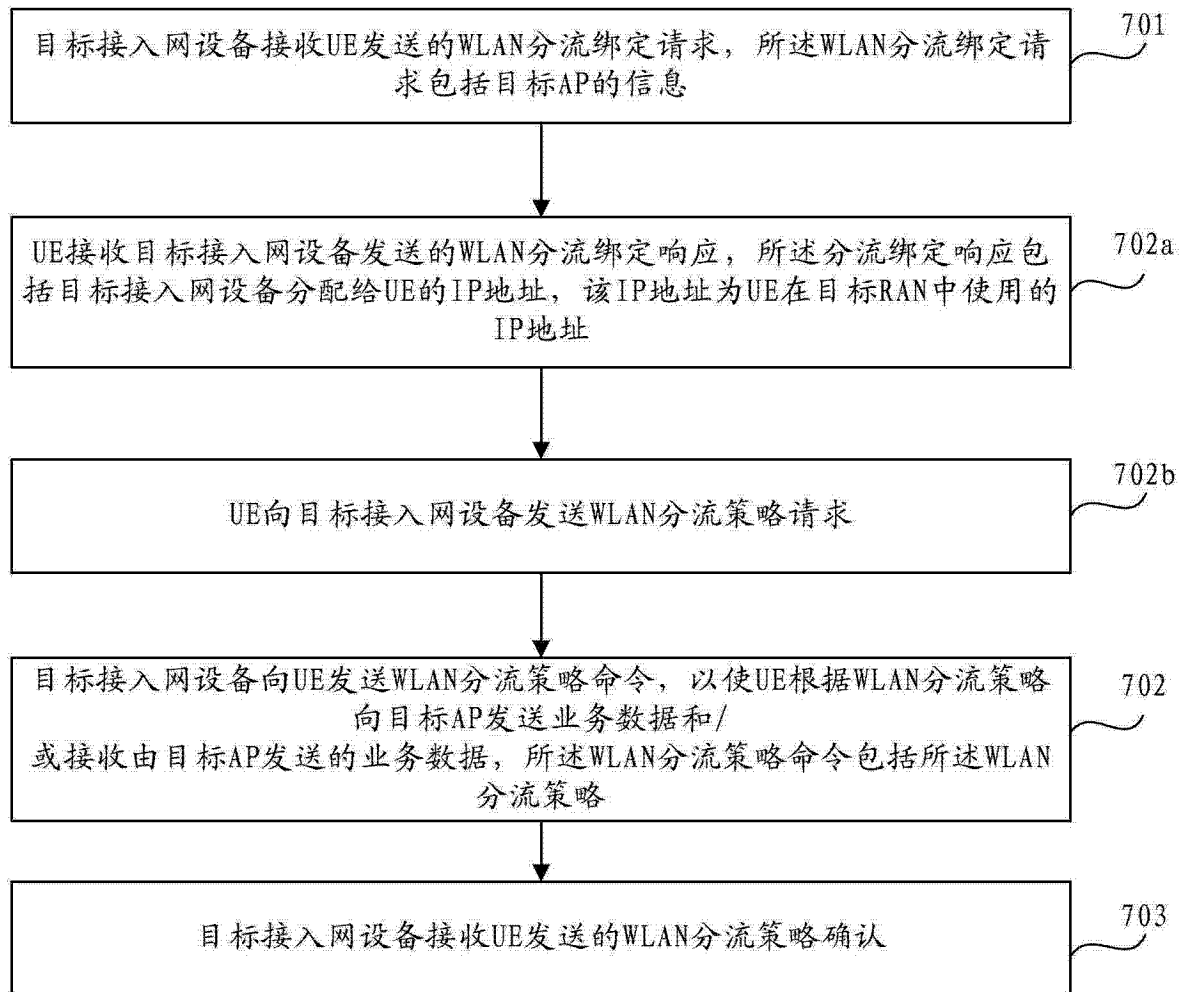 目标接入网设备接收UE发送的WLAN分流绑定请求，所述WLAN分流绑定请
求包括目标AP的信息
701
UE接收目标接入网设备发送的WLAN分流绑定响应，所述分流绑定响应包
括目标接入网设备分配给UE的IP地址，该IP地址为UE在目标RAN中使用的
IP地址
702a
UE向目标接入网设备发送WLAN分流策略请求
702b
目标接入网设备向UE发送WLAN分流策略命令，以使UE根据WLAN分流策略
向目标AP发送业务数据和/
或接收由目标AP发送的业务数据，所述WLAN分流策略命令包括所述WLAN
分流策略
702
目标接入网设备接收UE发送的WLAN分流策略确认
703